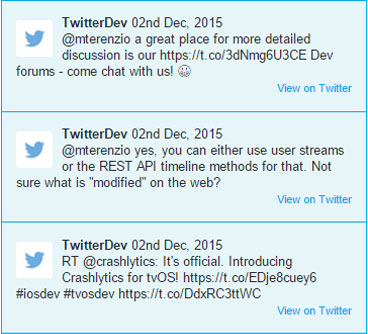 TwitterDev 02nd Dec, 2015
@mterenzio a great place for more detailed
discussion is our https://t.co/3dNmg6U3CE Dev
forums - come chat with us! 😀
View on Twitter
TwitterDev 02nd Dec, 2015
@mterenzio yes, you can either use user streams
or the REST API timeline methods for that. Not
sure what is "modified" on the web?
View on Twitter
TwitterDev 02nd Dec, 2015
RT @crashlytics: It's official. Introducing
Crashlytics for tvOS! https://t.co/EDje8cuey6
#iosdev #tvosdev https://t.co/DdxRC3ttWC
View on Twitter